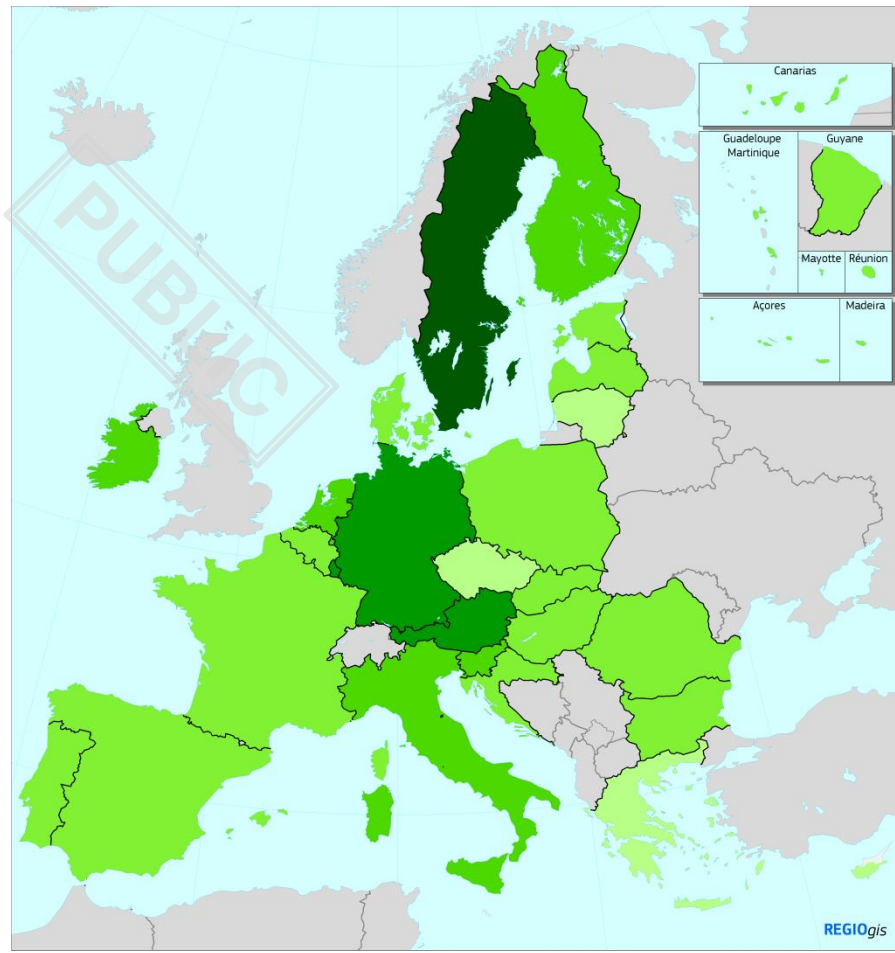 Canarias
Guadeloupe
Martinique
Guyane
Mayotte
Réunion
Açores
Madeira
PUBLIC
REGIOgis